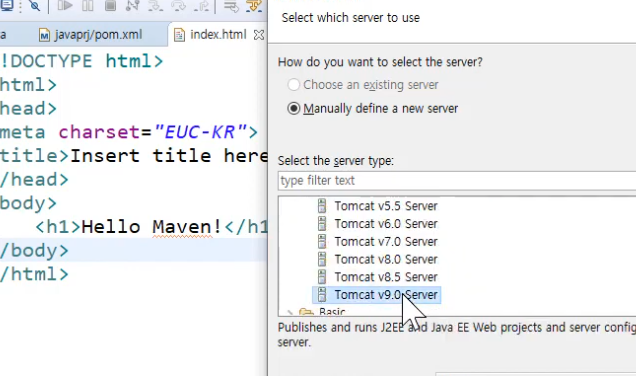 a
javaprj/pom.xml
index.html
!DOCTYPE html>
html>
head>
meta charset="EUC-KR">
title>Insert title here
/head>
body>
<h1>Hello Maven!</h1
/body>
/html>
Select which server to use
How do you want to select the server?
Choose an existing server
Manually define a new server
Select the server type:
type filter text
Tomcat v5.5 Server
Tomcat v6.0 Server
Tomcat v7.0 Server
Tomcat v8.0 Server
Tomcat v8.5 Server
Tomcat v9.0 Server
Basic
Publishes and runs J2EE and Java EE Web projects and server config
server.